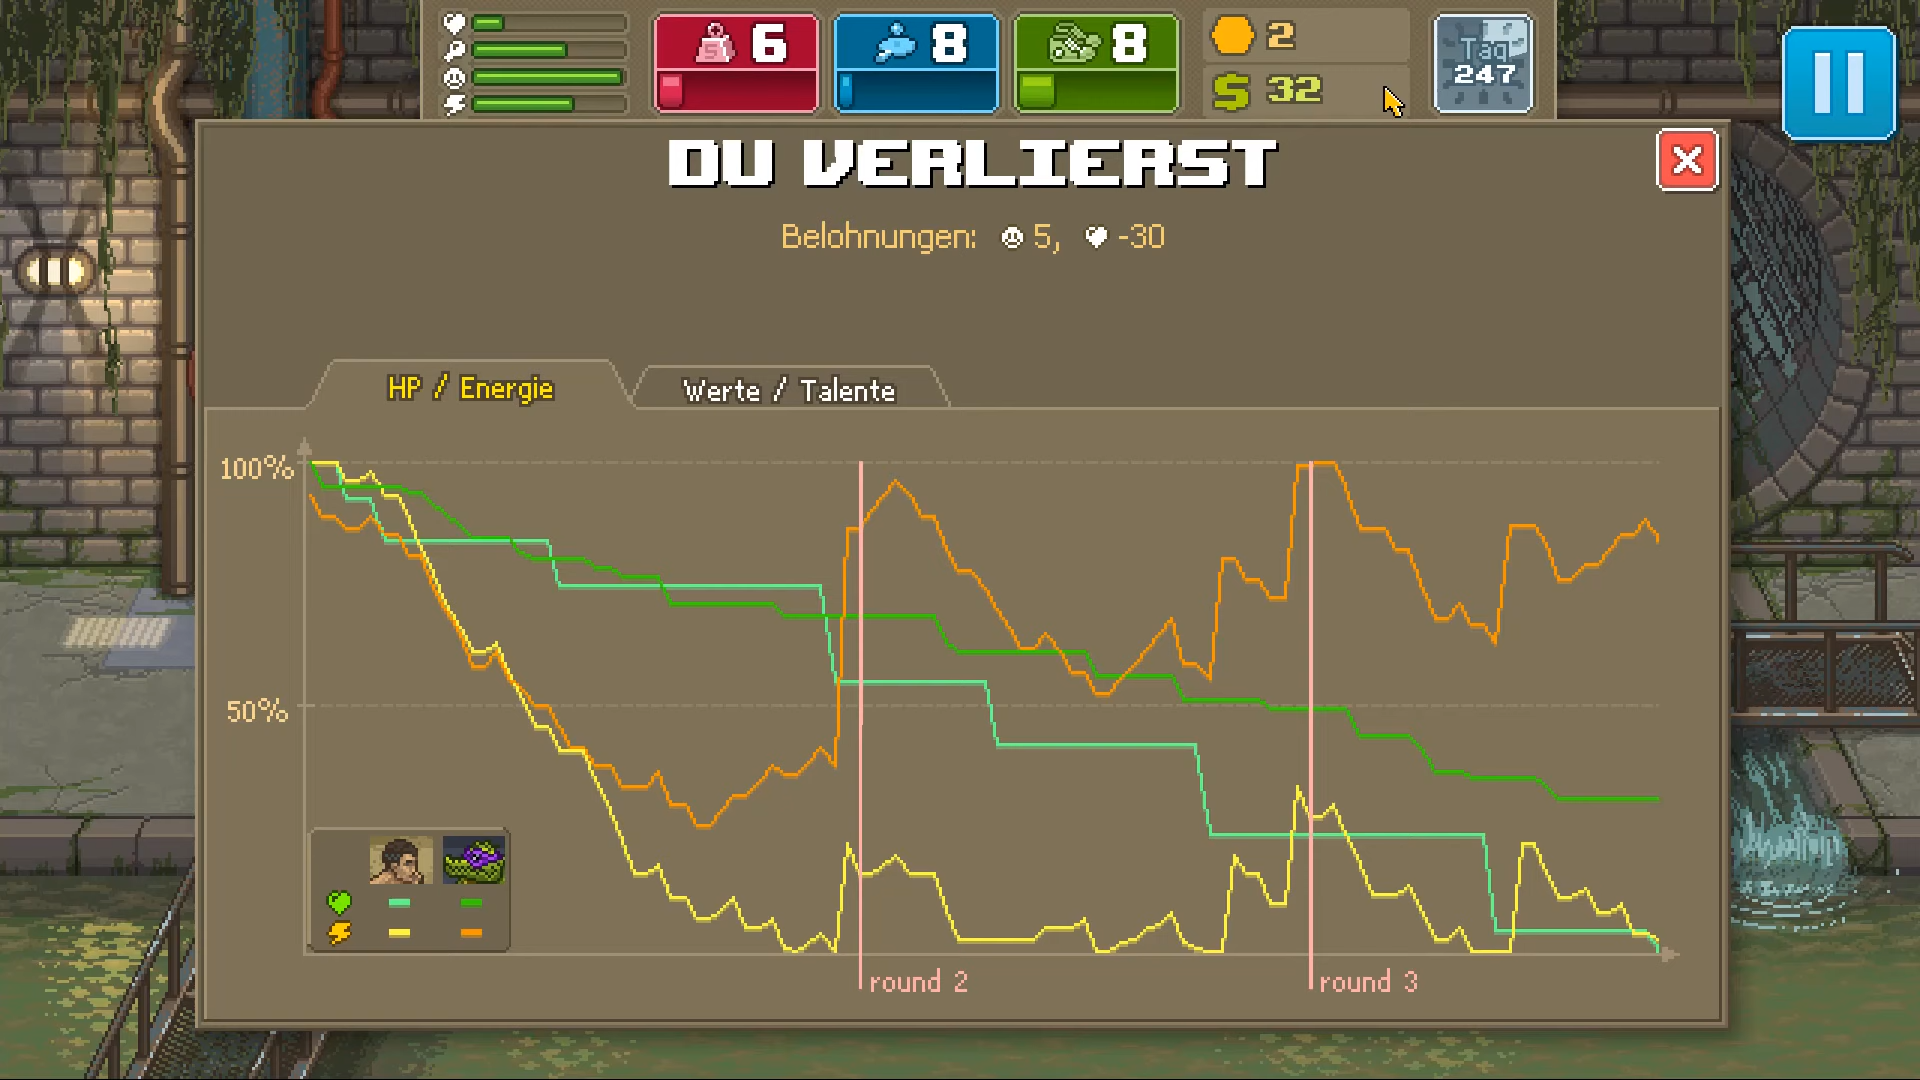 6 8 8 2
$ 32
Tag
247
DU VERLIERST
Belohnungen: 5, -30
HP / Energie
Werte / Talente
100%
50%
round 2
round 3